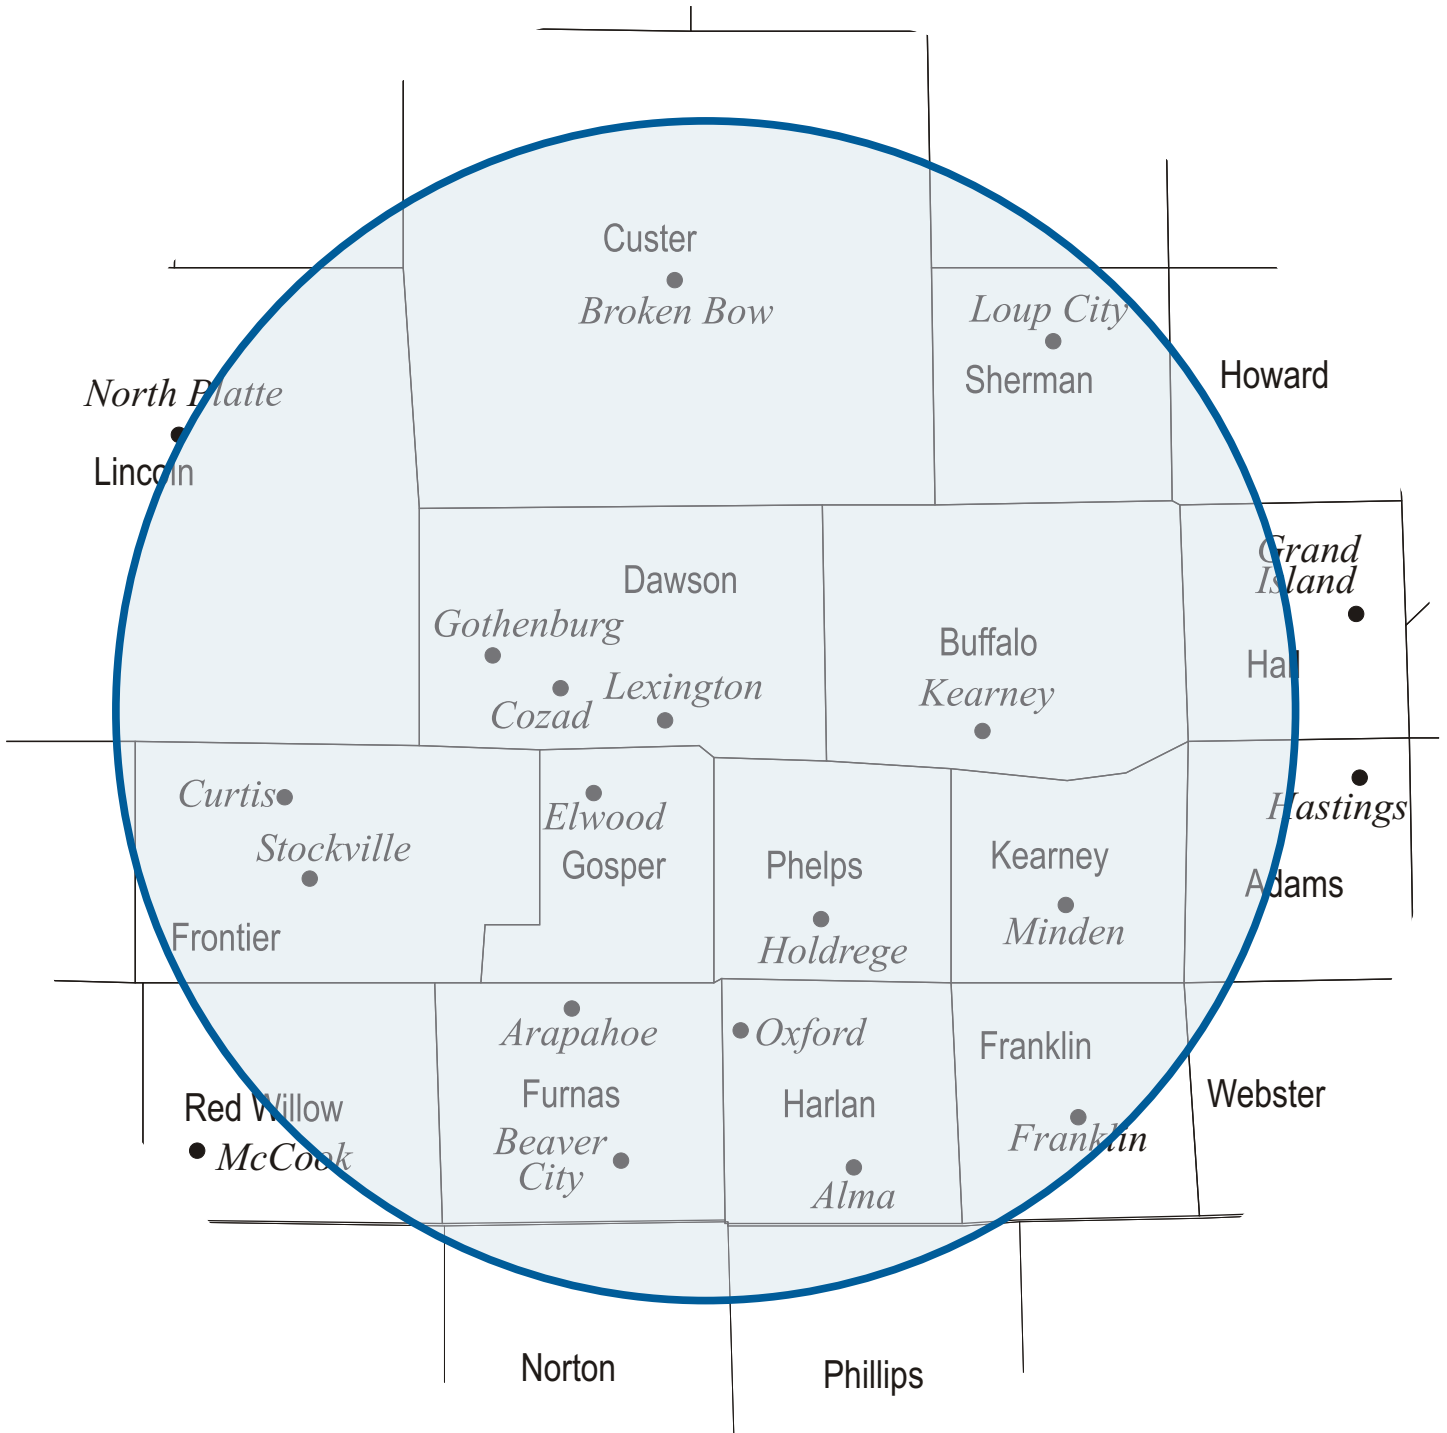 Custer
Broken Bow
Loup City
Sherman
Howard
North Platte
Lincoln
Grand
Island
Hall
Dawson
Gothenburg
Lexington
Cozad
Buffalo
Kearney
Hastings
Adams
Curtis
Stockville
Frontier
Elwood
Gosper
Phelps
Holdrege
Kearney
Minden
Arapahoe
Furnas
Beaver
City
Oxford
Harlan
Alma
Franklin
Franklin
Webster
Red Willow
McCook
Norton
Phillips